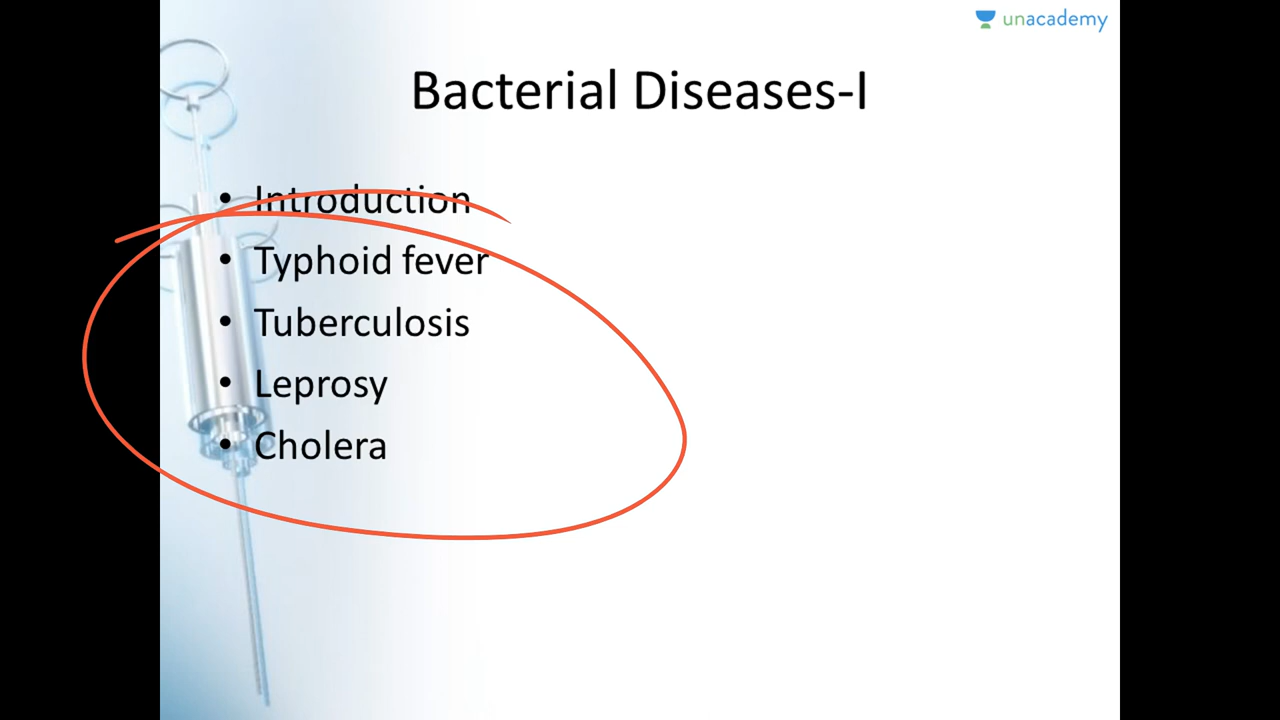 unacademy
Bacterial Diseases-I
• Introduction
• Typhoid fever
• Tuberculosis
• Leprosy
• Cholera